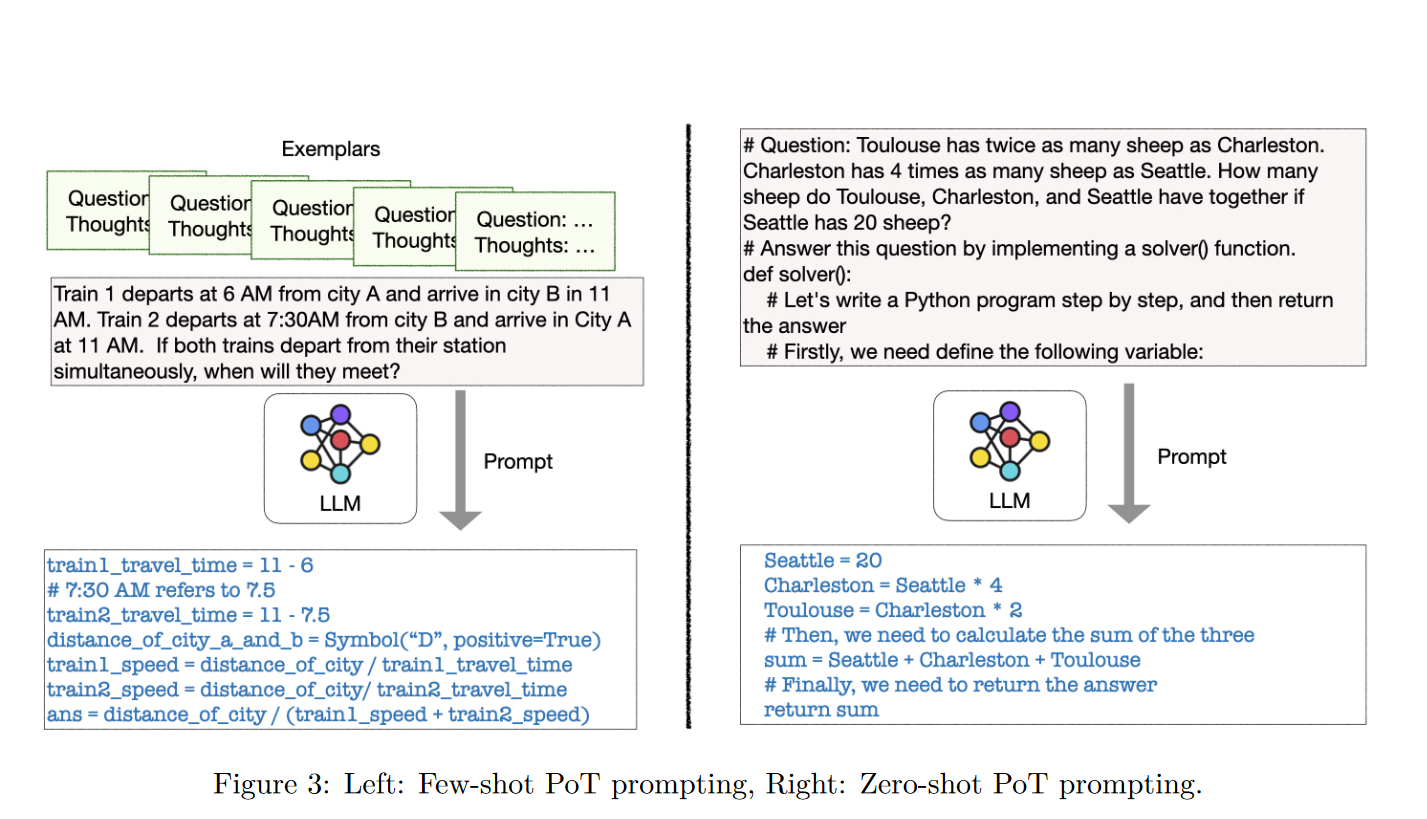 Exemplars
Question
Thoughts
Question
Thoughts
Question
Thoughts
Question
Thoughts
Question: ...
Thoughts: ...
Train 1 departs at 6 AM from city A and arrive in city B in 11
AM. Train 2 departs at 7:30AM from city B and arrive in City A
at 11 AM.  If both trains depart from their station
simultaneously, when will they meet?
LLM
Prompt
train1_travel_time = 11 - 6
# 7:30 AM refers to 7.5
train2_travel_time = 11 - 7.5
distance_of_city_a_and_b = Symbol(“D”, positive=True)
train1_speed = distance_of_city / train1_travel_time
train2_speed = distance_of_city/ train2_travel_time
ans = distance_of_city / (train1_speed + train2_speed)
# Question: Toulouse has twice as many sheep as Charleston.
Charleston has 4 times as many sheep as Seattle. How many
sheep do Toulouse, Charleston, and Seattle have together if
Seattle has 20 sheep?
# Answer this question by implementing a solver() function.
def solver():
# Let's write a Python program step by step, and then return
the answer
# Firstly, we need define the following variable:
LLM
Prompt
Seattle = 20
Charleston = Seattle * 4
Toulouse = Charleston * 2
# Then, we need to calculate the sum of the three
sum = Seattle + Charleston + Toulouse
# Finally, we need to return the answer
return sum
Figure 3: Left: Few-shot PoT prompting, Right: Zero-shot PoT prompting.